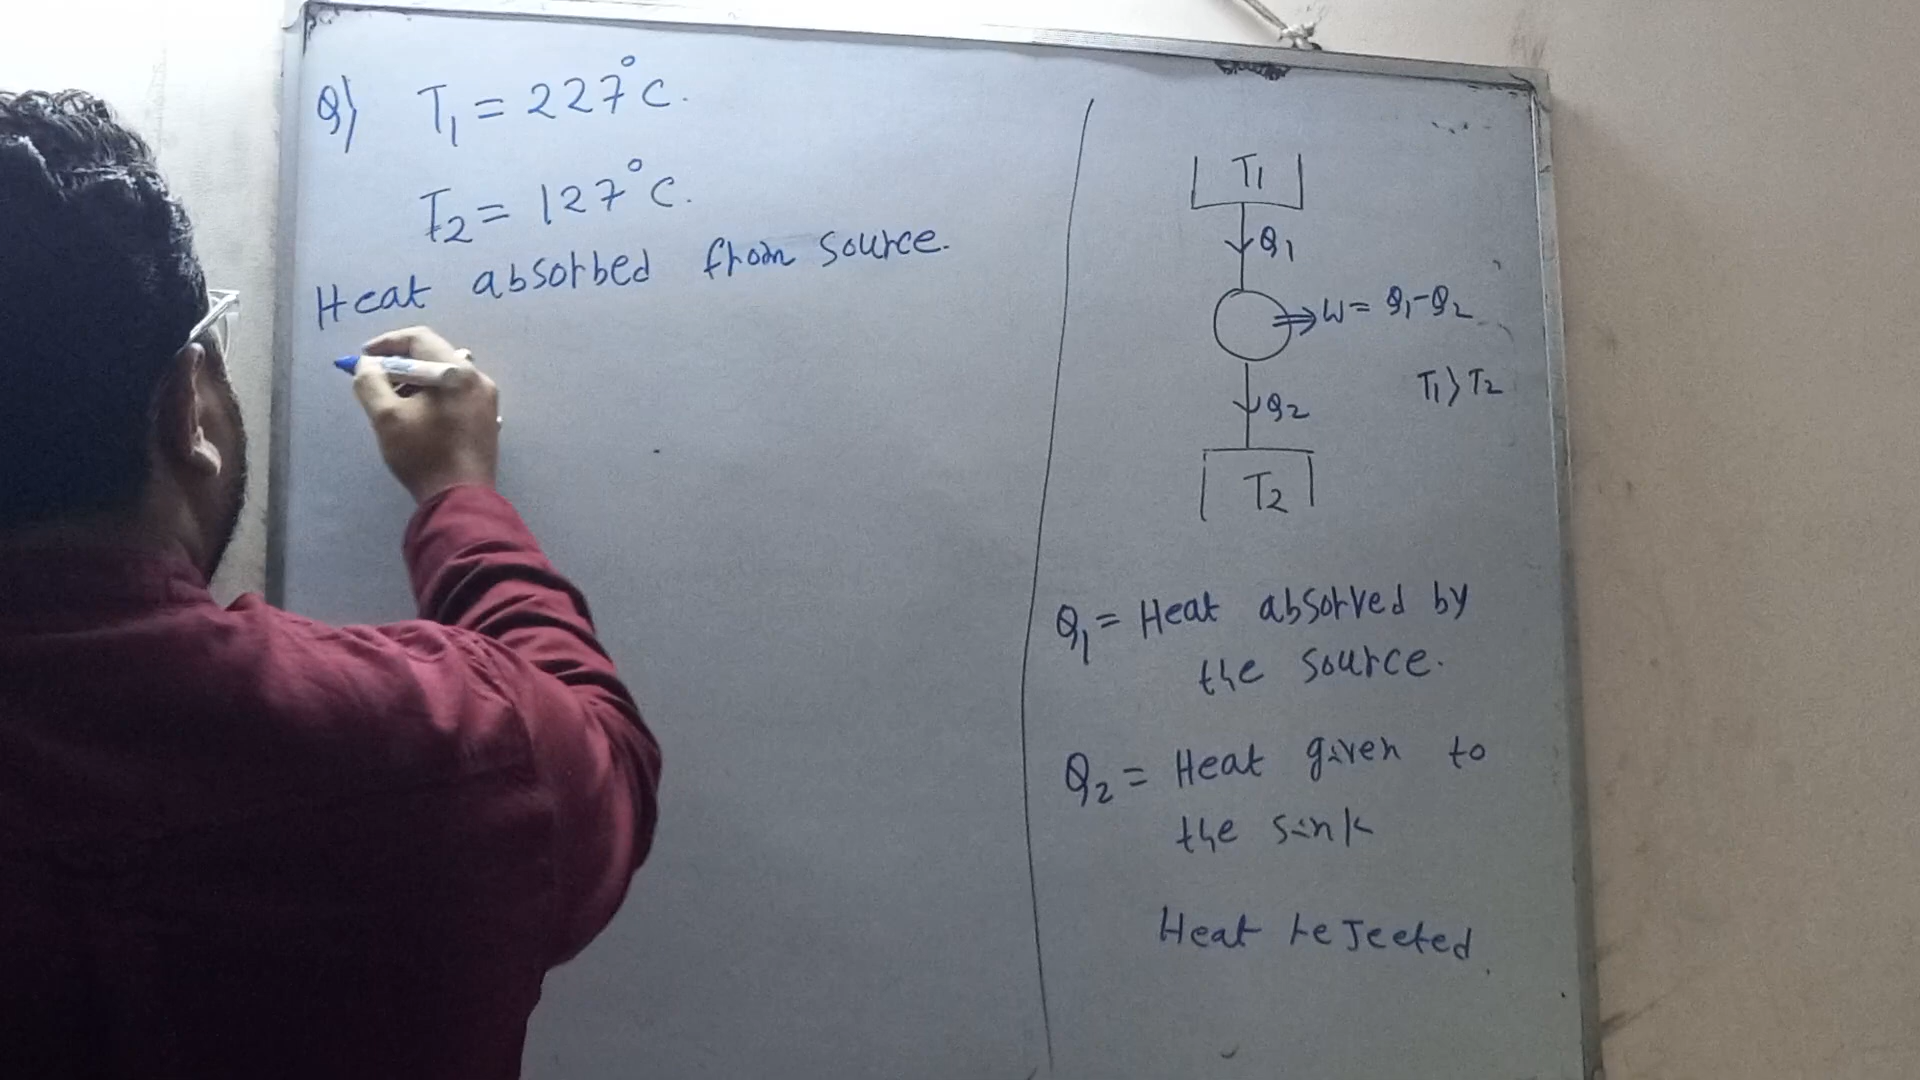 Q) T₁ = 227°C.
T₂ = 127°C.
Heat absorbed from source.
T₁
Q₁
W = Q₁-Q₂
T₁ > T₂
Q₂
T₂
Q₁ = Heat absorved by
the source.
Q₂ = Heat given to
the sink
Heat reJected.